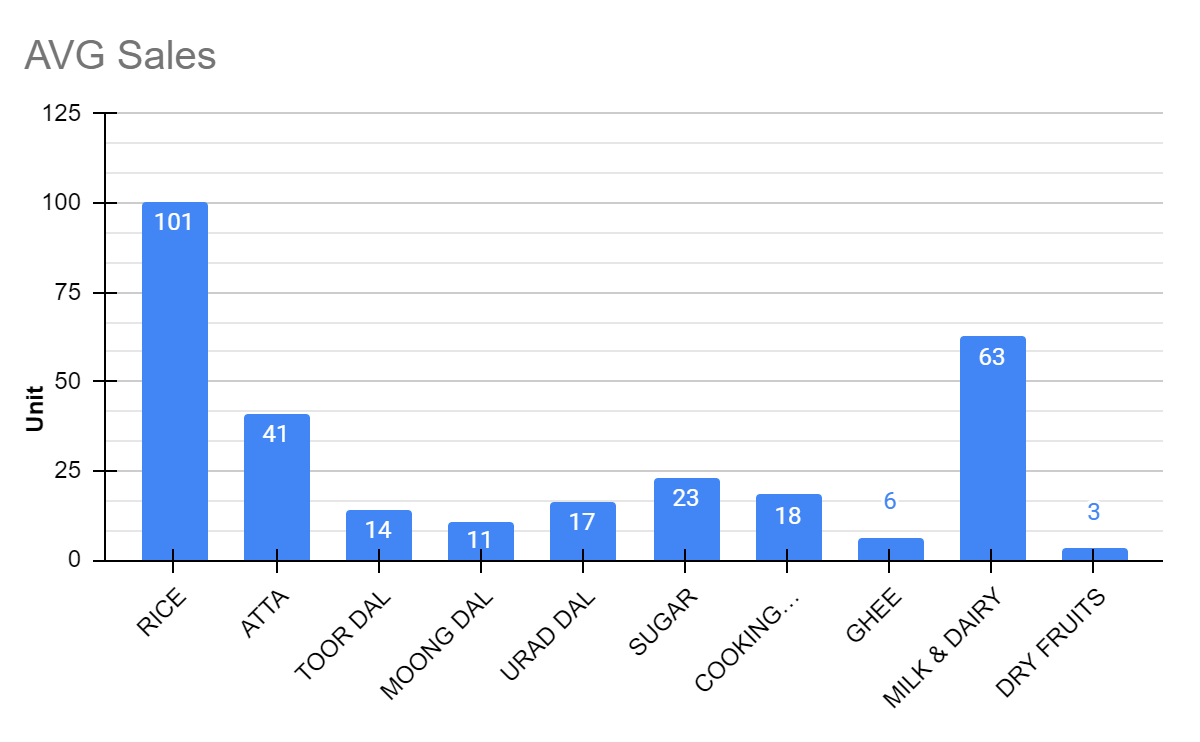 AVG Sales
125
100
75
50
25
0
Unit
101
41
14
11
17
23
18
6
63
3
RICE
ATTA
TOOR DAL
MOONG DAL
URAD DAL
SUGAR
COOKING...
GHEE
MILK & DAIRY
DRY FRUITS